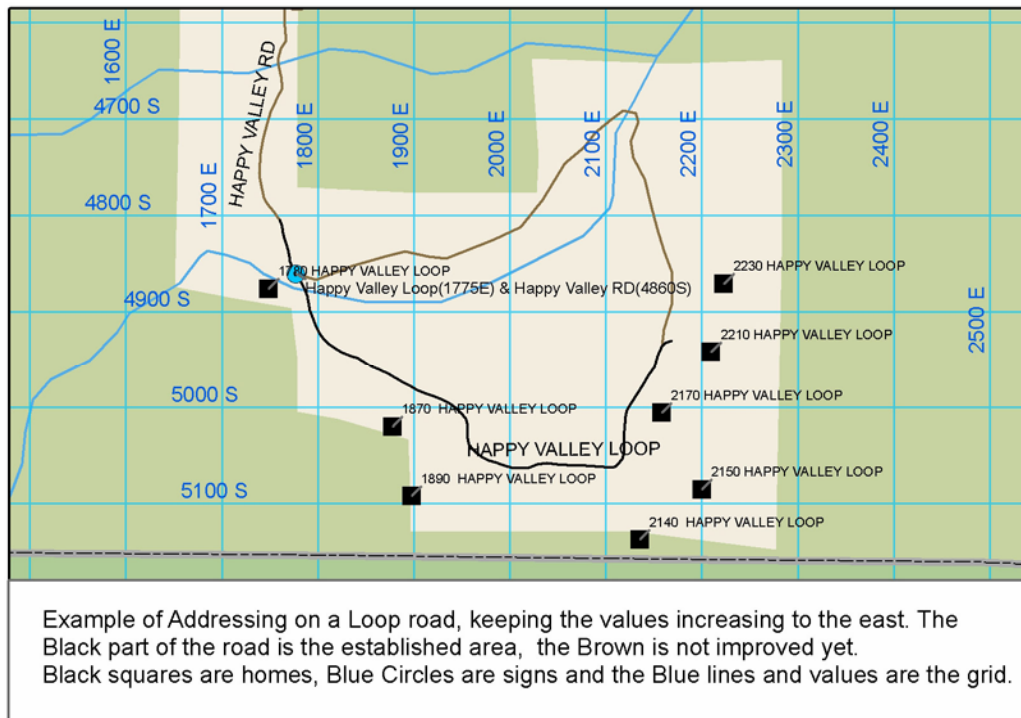 1600 E
HAPPY VALLEY RD
4700 S
1700 E
1800 E
1900 E
2000 E
2100 E
2200 E
2300 E
2400 E
4800 S
1780 HAPPY VALLEY LOOP
Happy Valley Loop(1775E) & Happy Valley RD(4860S)
2230 HAPPY VALLEY LOOP
4900 S
2210 HAPPY VALLEY LOOP
2500 E
5000 S
1870 HAPPY VALLEY LOOP
2170 HAPPY VALLEY LOOP
HAPPY VALLEY LOOP
5100 S
1890 HAPPY VALLEY LOOP
2150 HAPPY VALLEY LOOP
2140 HAPPY VALLEY LOOP
Example of Addressing on a Loop road, keeping the values increasing to the east. The
Black part of the road is the established area, the Brown is not improved yet.
Black squares are homes, Blue Circles are signs and the Blue lines and values are the grid.